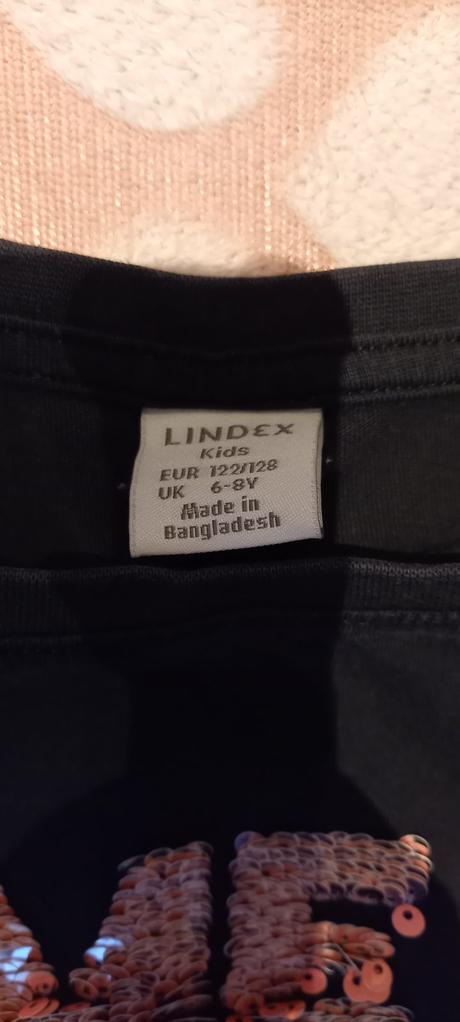 LINDEX
Kids
EUR 122/128
UK 6-8Y
Made in
Bangladesh